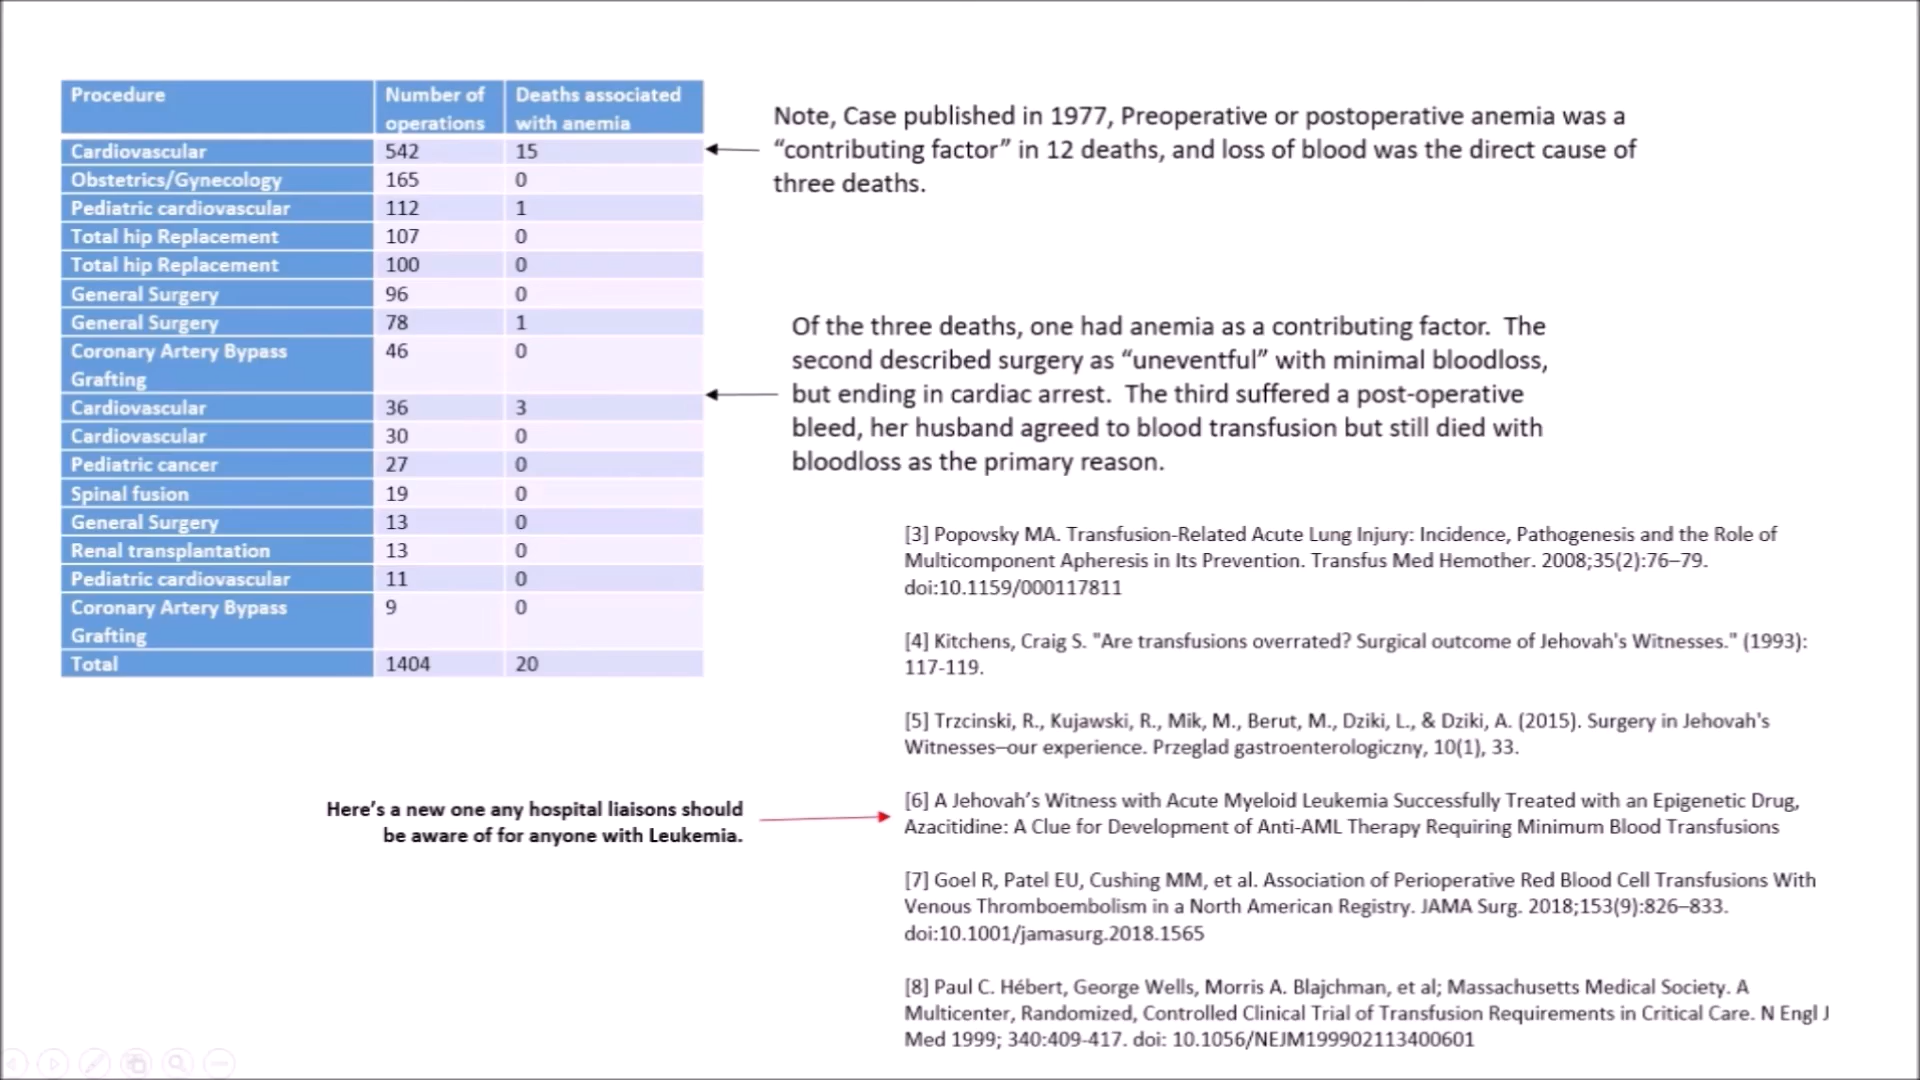 Procedure Number of operations Deaths associated with anemia
Cardiovascular 542 15
Obstetrics/Gynecology 165 0
Pediatric cardiovascular 112 1
Total hip Replacement 107 0
Total hip Replacement 100 0
General Surgery 96 0
General Surgery 78 1
Coronary Artery Bypass Grafting 46 0
Cardiovascular 36 3
Cardiovascular 30 0
Pediatric cancer 27 0
Spinal fusion 19 0
General Surgery 13 0
Renal transplantation 13 0
Pediatric cardiovascular 11 0
Coronary Artery Bypass Grafting 9 0
Total 1404 20
Note, Case published in 1977, Preoperative or postoperative anemia was a
“contributing factor” in 12 deaths, and loss of blood was the direct cause of
three deaths.
Of the three deaths, one had anemia as a contributing factor. The
second described surgery as “uneventful” with minimal bloodloss,
but ending in cardiac arrest. The third suffered a post-operative
bleed, her husband agreed to blood transfusion but still died with
bloodloss as the primary reason.
[3] Popovsky MA. Transfusion-Related Acute Lung Injury: Incidence, Pathogenesis and the Role of
Multicomponent Apheresis in Its Prevention. Transfus Med Hemother. 2008;35(2):76–79.
doi:10.1159/000117811
[4] Kitchens, Craig S. "Are transfusions overrated? Surgical outcome of Jehovah's Witnesses." (1993):
117-119.
[5] Trzcinski, R., Kujawski, R., Mik, M., Berut, M., Dziki, L., & Dziki, A. (2015). Surgery in Jehovah's
Witnesses–our experience. Przeglad gastroenterologiczny, 10(1), 33.
Here’s a new one any hospital liaisons should
be aware of for anyone with Leukemia.
[6] A Jehovah’s Witness with Acute Myeloid Leukemia Successfully Treated with an Epigenetic Drug,
Azacitidine: A Clue for Development of Anti-AML Therapy Requiring Minimum Blood Transfusions
[7] Goel R, Patel EU, Cushing MM, et al. Association of Perioperative Red Blood Cell Transfusions With
Venous Thromboembolism in a North American Registry. JAMA Surg. 2018;153(9):826–833.
doi:10.1001/jamasurg.2018.1565
[8] Paul C. Hébert, George Wells, Morris A. Blajchman, et al; Massachusetts Medical Society. A
Multicenter, Randomized, Controlled Clinical Trial of Transfusion Requirements in Critical Care. N Engl J
Med 1999; 340:409-417. doi: 10.1056/NEJM199902113400601